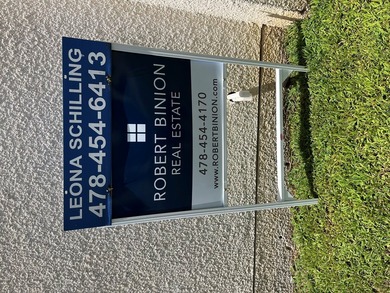 LEONA SCHILLING
478-454-6413
ROBERT BINION
REAL ESTATE
478-454-4170
www.ROBERTBINION.com